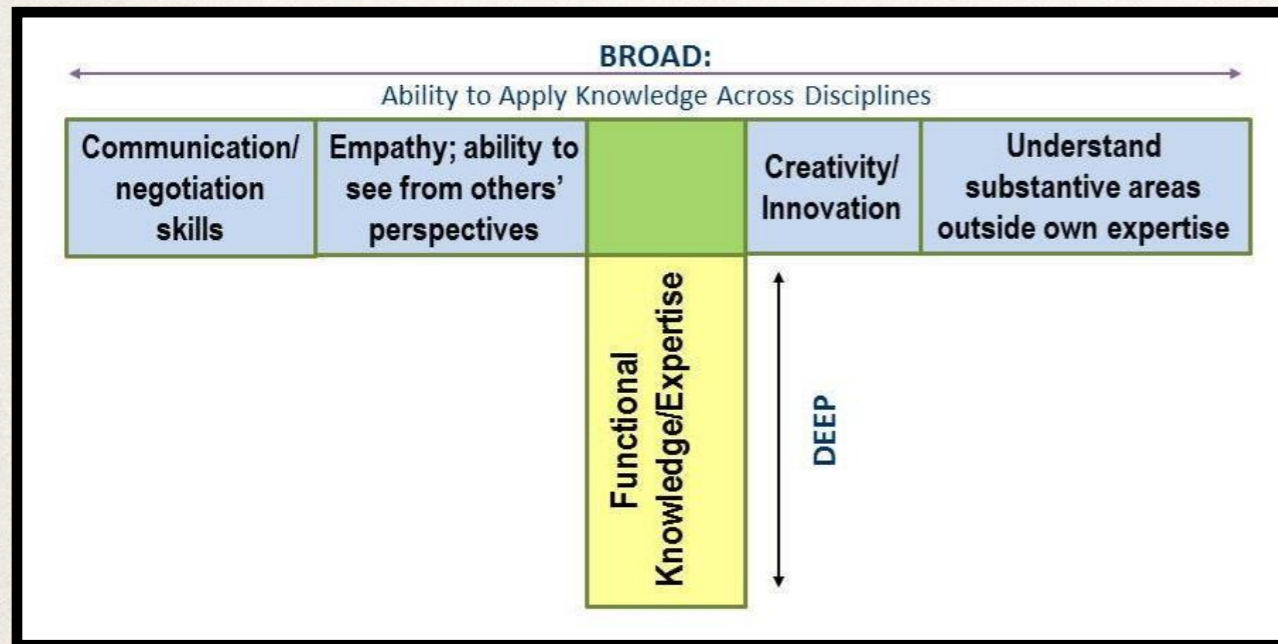 BROAD:
Ability to Apply Knowledge Across Disciplines
Communication/
negotiation
skills
Empathy; ability to
see from others’
perspectives
Creativity/
Innovation
Understand
substantive areas
outside own expertise
Functional
Knowledge/Expertise
DEEP